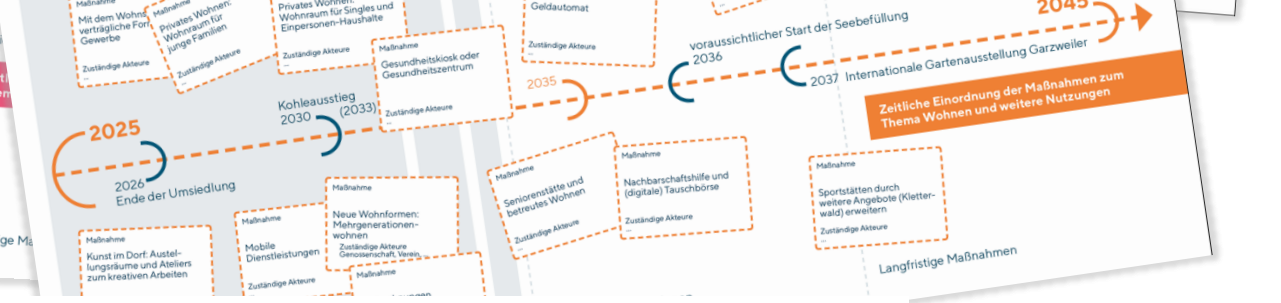 Maßnahme
Mit dem Wohns
verträgliche For
Gewerbe
Zuständige Akteure
...
Maßnahme
Privates Wohnen:
Wohnraum für
junge Familien
Zuständige Akteure
...
Privates Wohnen:
Wohnraum für Singles und
Einpersonen-Haushalte
Zuständige Akteure
...
Maßnahme
Gesundheitskiosk oder
Gesundheitszentrum
Zuständige Akteure
...
Geldautomat
Zuständige Akteure
...
...
voraussichtlicher Start der Seebefüllung
2036
2045
2037 Internationale Gartenausstellung Garzweiler
2035
Kohleausstieg
2030 (2033)
2025
2026
Ende der Umsiedlung
Zeitliche Einordnung der Maßnahmen zum
Thema Wohnen und weitere Nutzungen
Maßnahme
Kunst im Dorf: Austel-
lungsräume und Ateliers
zum kreativen Arbeiten
Maßnahme
Mobile
Dienstleistungen
Zuständige Akteure
...
Maßnahme
Neue Wohnformen:
Mehrgenerationen-
wohnen
Zuständige Akteure
Genossenschaft, Verein, ...
Maßnahme
Maßnahme
Seniorenstätte und
betreutes Wohnen
Zuständige Akteure
...
Maßnahme
Nachbarschaftshilfe und
(digitale) Tauschbörse
Zuständige Akteure
...
Maßnahme
Sportstätten durch
weitere Angebote (Kletter-
wald) erweitern
Zuständige Akteure
...
Langfristige Maßnahmen